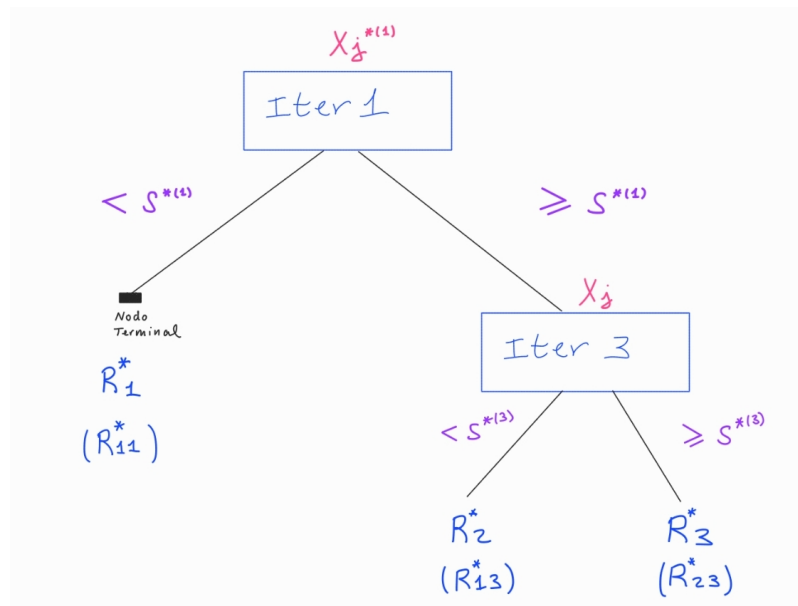 Xj*(1)
Iter 1
< S*(1)
≥ S*(1)
Nodo
Terminal
Xj
Iter 3
R*1
(R*11)
< S*(3)
≥ S*(3)
R*2
R*3
(R*13)
(R*23)